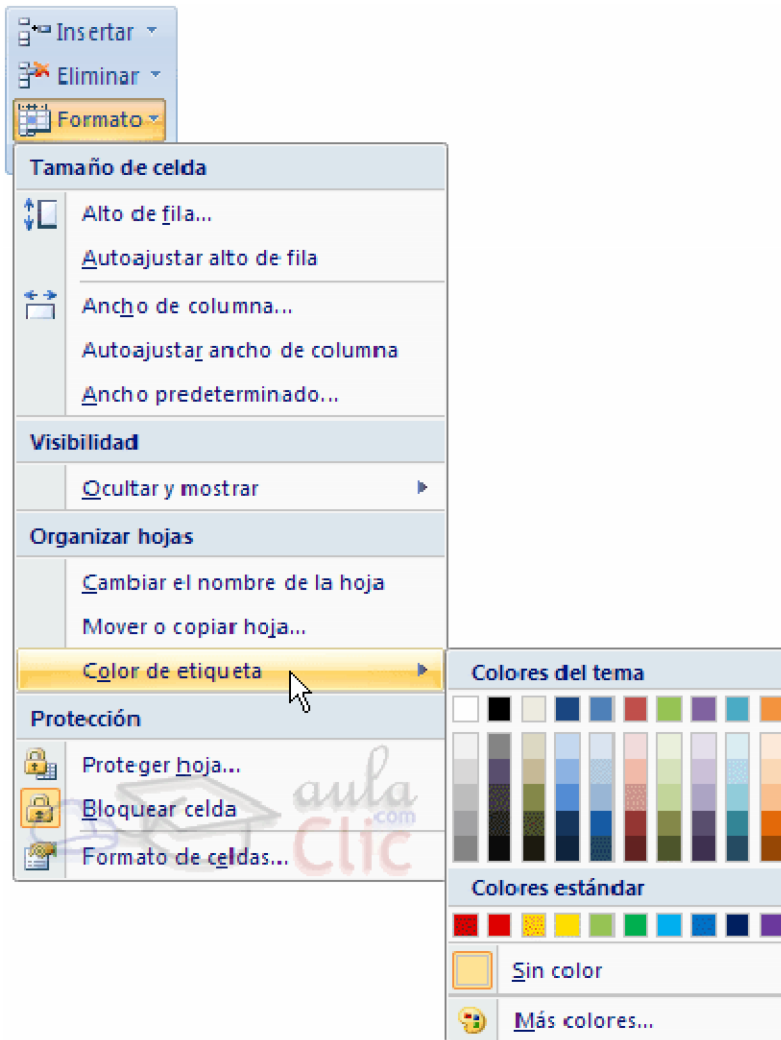 Insertar
Eliminar
Formato
Tamaño de celda
Alto de fila...
Autoajustar alto de fila
Ancho de columna...
Autoajustar ancho de columna
Ancho predeterminado...
Visibilidad
Ocultar y mostrar
Organizar hojas
Cambiar el nombre de la hoja
Mover o copiar hoja...
Color de etiqueta
Colores del tema
Protección
Proteger hoja...
Bloquear celda
Formato de celdas...
aula
.com
Clic
Colores estándar
Sin color
Más colores...